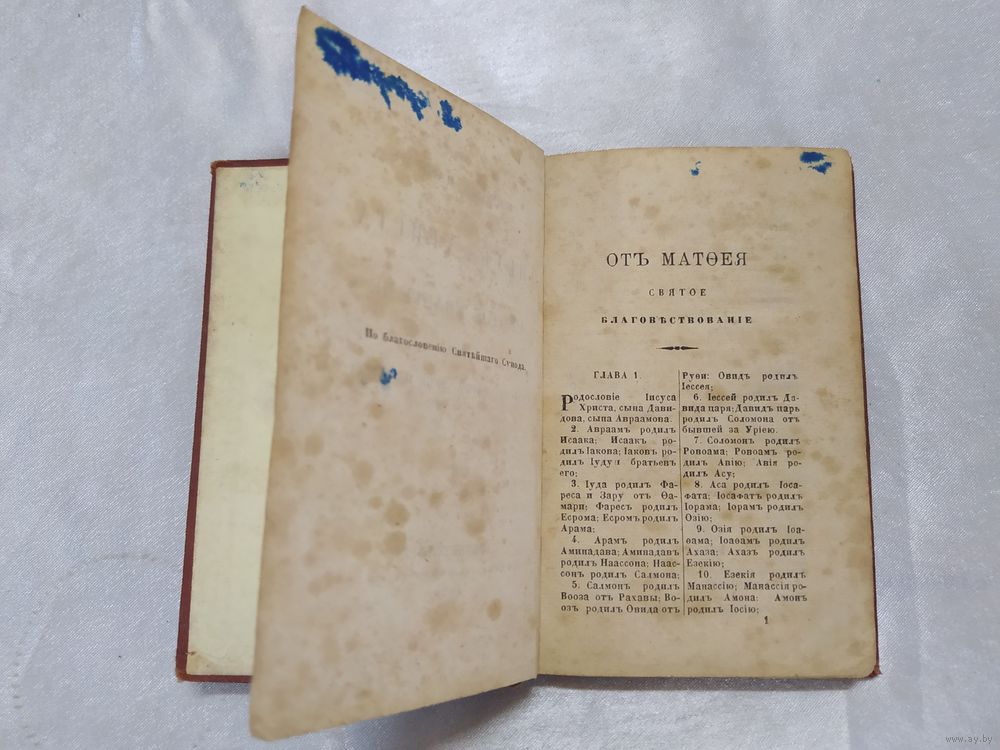 По благословенію Святѣйшаго Сѵнода.
ОТЪ МАТѲЕЯ
СВЯТОЕ
БЛАГОВѢСТВОВАНІЕ
ГЛАВА 1.
Родословіе Іисуса
Христа, сына Дави-
дова, сына Авраамова.
2. Авраамъ родилъ
Исаака; Исаакъ ро-
дилъ Іакова; Іаковъ ро-
дилъ Іуду и братьевъ
его;
3. Іуда родилъ Фа-
реса и Зару отъ Ѳа-
мари; Фаресъ родилъ
Есрома; Есромъ родилъ
Арама;
4. Арамъ родилъ
Аминадава; Аминадавъ
родилъ Наассона; Наас-
сонъ родилъ Салмона;
5. Салмонъ родилъ
Вооза отъ Рахавы; Во-
озъ родилъ Овида отъ
Руѳи; Овидъ родилъ
Іессея;
6. Іессей родилъ Да-
вида царя; Давидъ царь
родилъ Соломона отъ
бывшей за Уріею.
7. Соломонъ родилъ
Ровоама; Ровоамъ ро-
дилъ Авію; Авія ро-
дилъ Асу;
8. Аса родилъ Іоса-
фата; Іосафатъ родилъ
Іорама; Іорамъ родилъ
Озію;
9. Озія родилъ Іоа-
ѳама; Іоаѳамъ родилъ
Ахаза; Ахазъ родилъ
Езекію;
10. Езекія родилъ
Манассію; Манассія ро-
дилъ Амона; Амонъ
родилъ Іосію;
1
www.ay.by